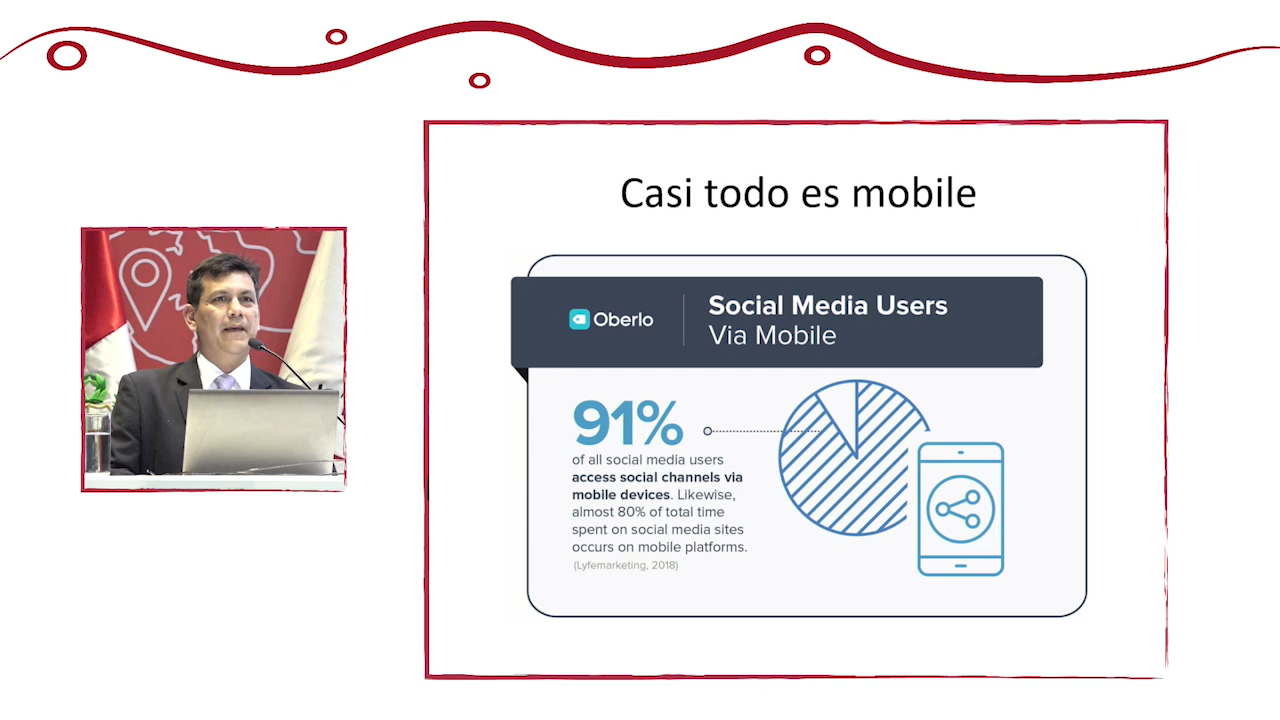 Casi todo es mobile
Oberlo
Social Media Users
Via Mobile
91%
of all social media users
access social channels via
mobile devices. Likewise,
almost 80% of total time
spent on social media sites
occurs on mobile platforms.
(Lyfemarketing, 2018)